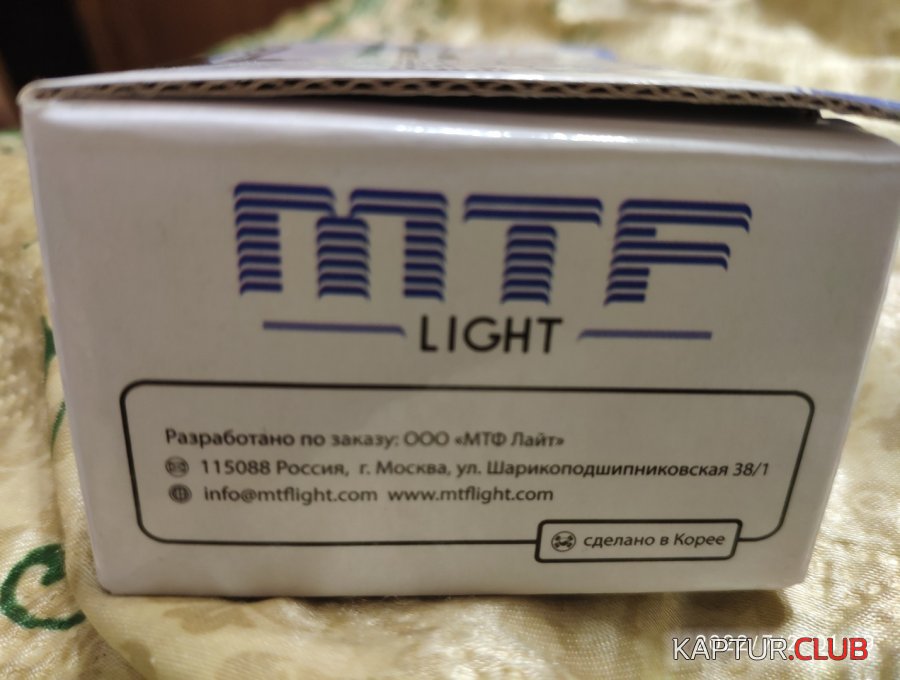 MTF
LIGHT
Разработано по заказу: ООО «МТФ Лайт»
115088 Россия, г. Москва, ул. Шарикоподшипниковская 38/1
info@mtflight.com www.mtflight.com
сделано в Корее
KAPTUR.CLUB